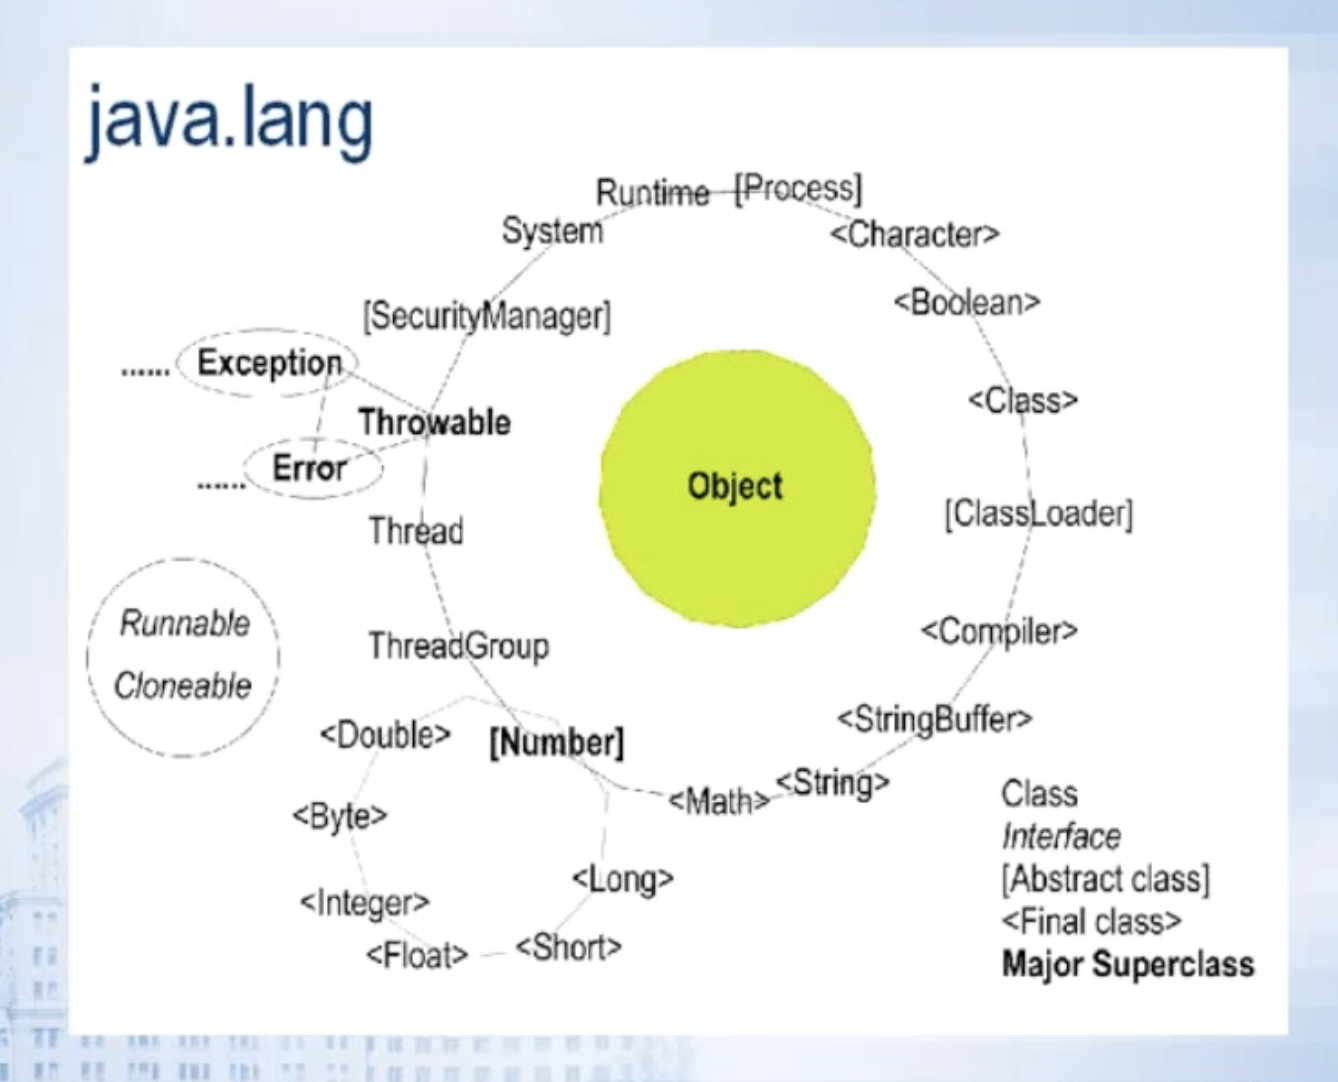 java.lang
Runtime [Process]
System <Character>
[SecurityManager] <Boolean>
...... Exception
Throwable <Class>
...... Error
Object
Thread [ClassLoader]
Runnable
ThreadGroup <Compiler>
Cloneable
<Double> [Number] <StringBuffer>
<Math> <String>
<Byte>
<Long>
<Integer>
<Float> <Short>
Class
Interface
[Abstract class]
<Final class>
Major Superclass